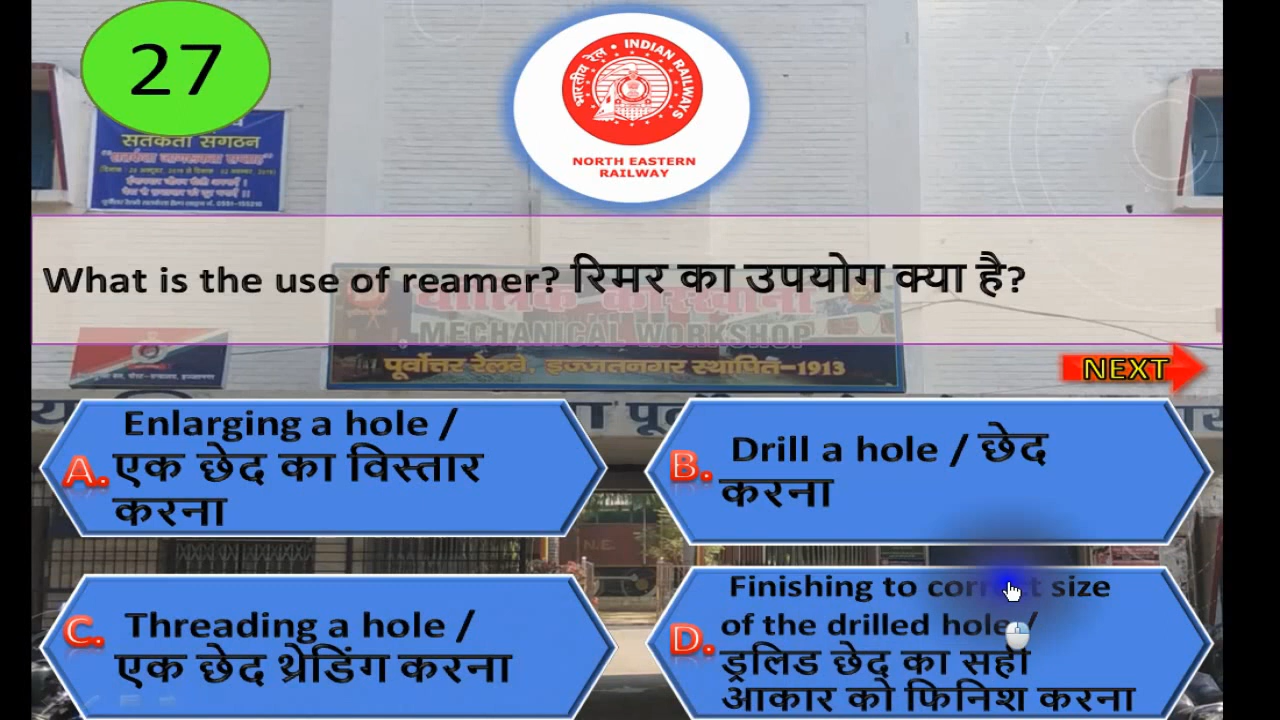 27
भारतीय रेल • INDIAN RAILWAYS
NORTH EASTERN
RAILWAY
सतर्कता संगठन
What is the use of reamer? रिमर का उपयोग क्या है?
यांत्रिक कारखाना
MECHANICAL WORKSHOP
पूर्वोत्तर रेलवे, इज्जतनगर स्थापित-1913
NEXT
A. Enlarging a hole /
एक छेद का विस्तार
करना
B. Drill a hole / छेद
करना
N.E.
C. Threading a hole /
एक छेद थ्रेडिंग करना
D. Finishing to correct size
of the drilled hole /
ड्रलिड छेद का सही
आकार को फिनिश करना